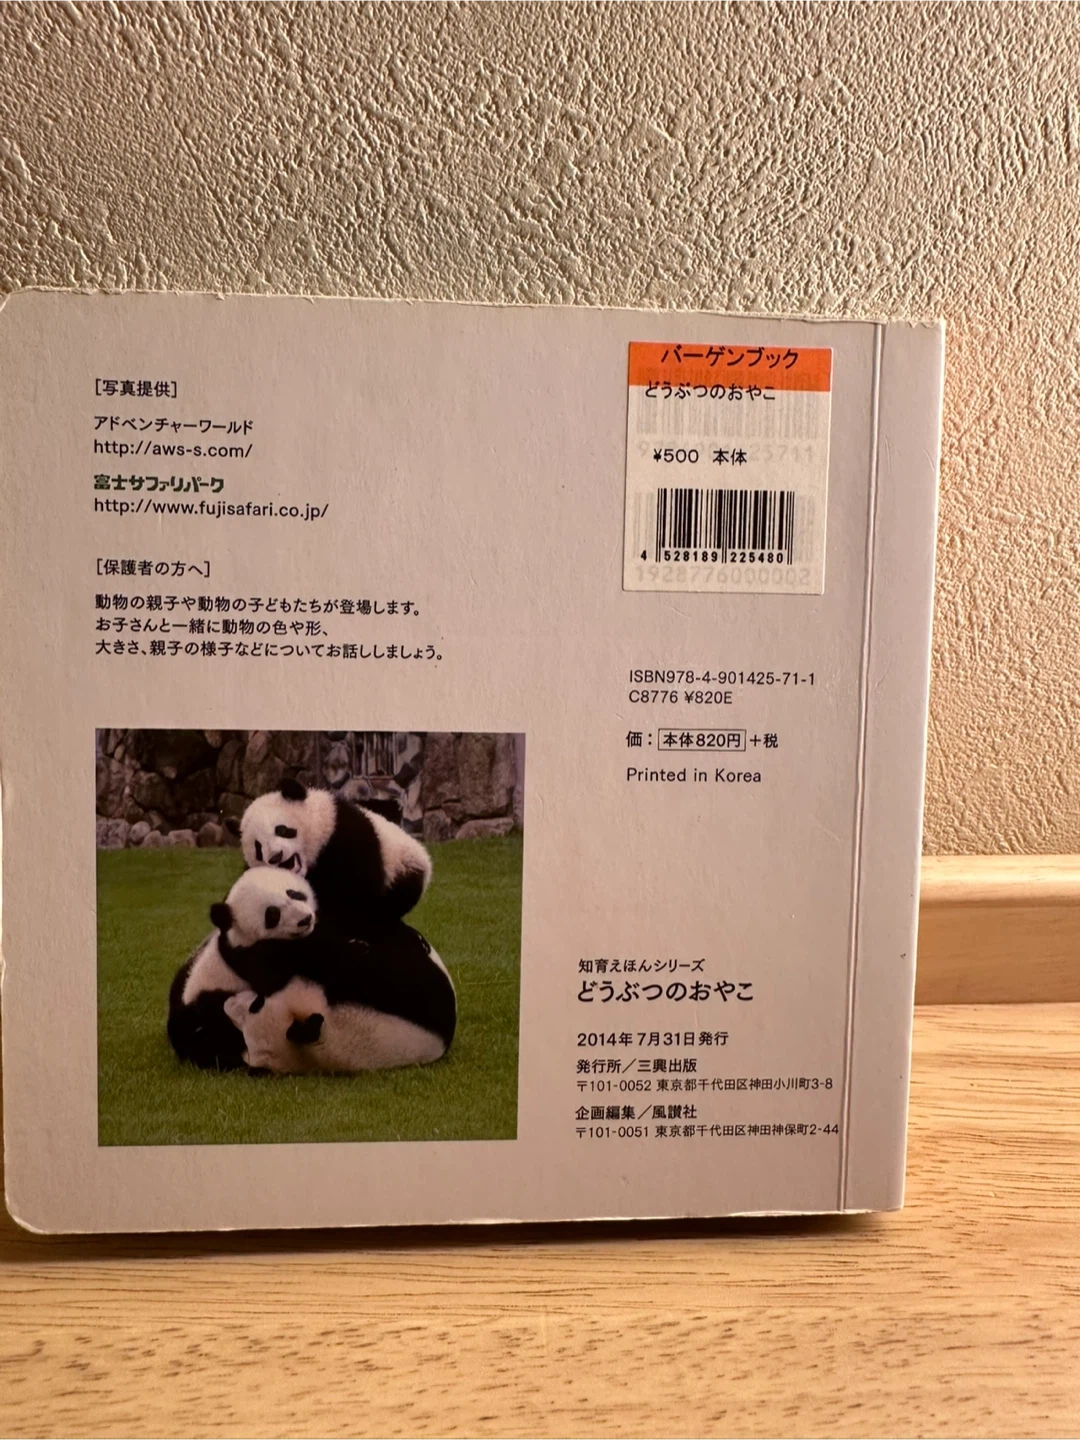 [写真提供]
アドベンチャーワールド
http://aws-s.com/
富士サファリパーク
http://www.fujisafari.co.jp/
[保護者の方へ]
動物の親子や動物の子どもたちが登場します。
お子さんと一緒に動物の色や形、
大きさ、親子の様子などについてお話ししましょう。
バーゲンブック
どうぶつのおやこ
¥500 本体
4 528189 225480
1928776000002
ISBN978-4-901425-71-1
C8776 ¥820E
価：本体820円+税
Printed in Korea
知育えほんシリーズ
どうぶつのおやこ
2014年7月31日発行
発行所／三興出版
〒101-0052 東京都千代田区神田小川町3-8
企画編集／風讃社
〒101-0051 東京都千代田区神田神保町2-44